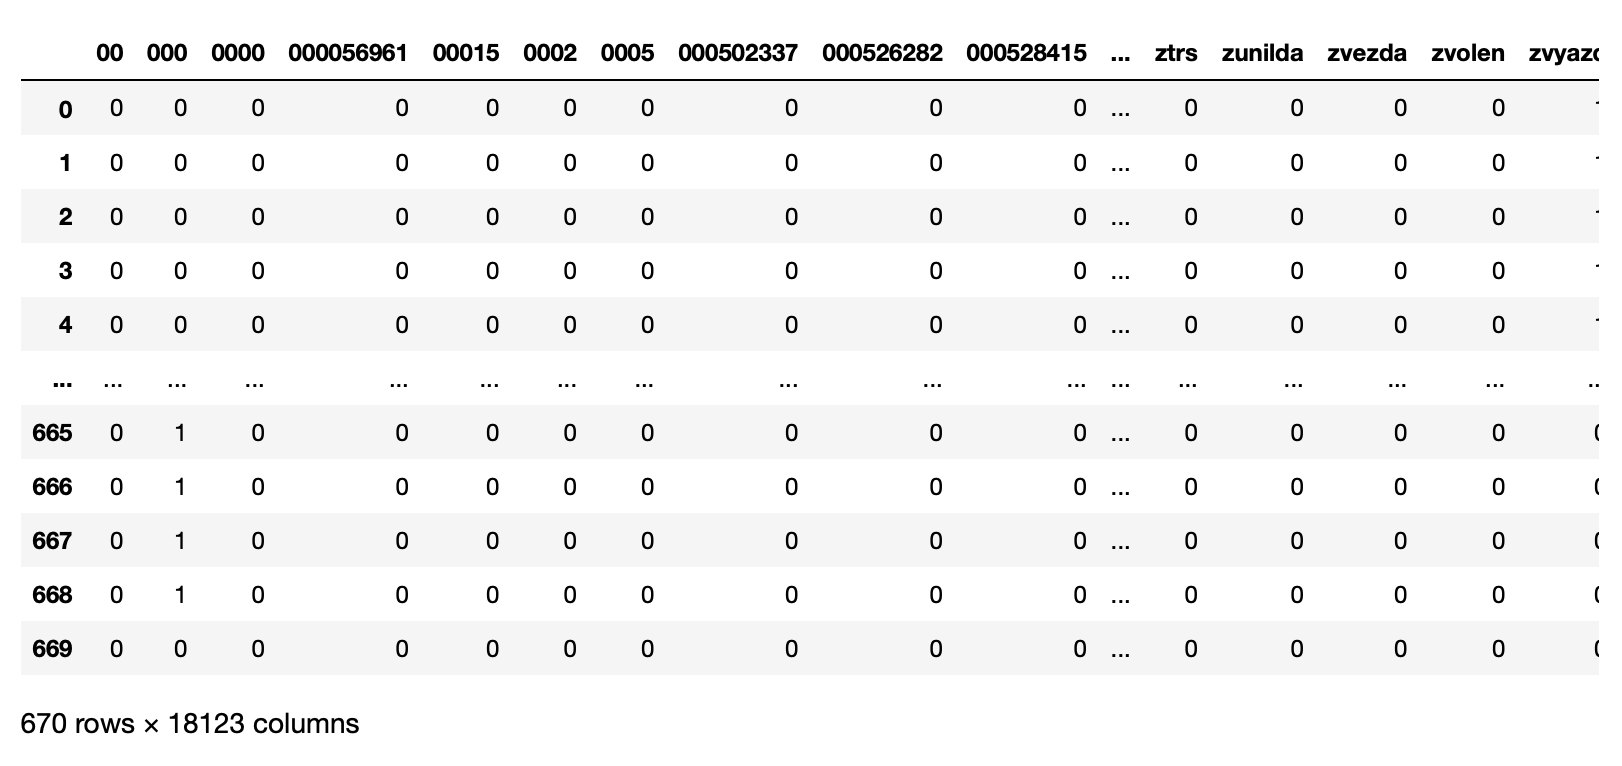 00 000 0000 000056961 00015 0002 0005 000502337 000526282 000528415 ... ztrs zunilda zvezda zvolen
0 0 0 0 0 0 0 0 0 0 0 ... 0 0 0 0
1 0 0 0 0 0 0 0 0 0 0 ... 0 0 0 0
2 0 0 0 0 0 0 0 0 0 0 ... 0 0 0 0
3 0 0 0 0 0 0 0 0 0 0 ... 0 0 0 0
4 0 0 0 0 0 0 0 0 0 0 ... 0 0 0 0
... ... ... ... ... ... ... ... ... ... ... ... ... ... ... ...
665 0 1 0 0 0 0 0 0 0 0 ... 0 0 0 0
666 0 1 0 0 0 0 0 0 0 0 ... 0 0 0 0
667 0 1 0 0 0 0 0 0 0 0 ... 0 0 0 0
668 0 1 0 0 0 0 0 0 0 0 ... 0 0 0 0
669 0 0 0 0 0 0 0 0 0 0 ... 0 0 0 0
670 rows × 18123 columns